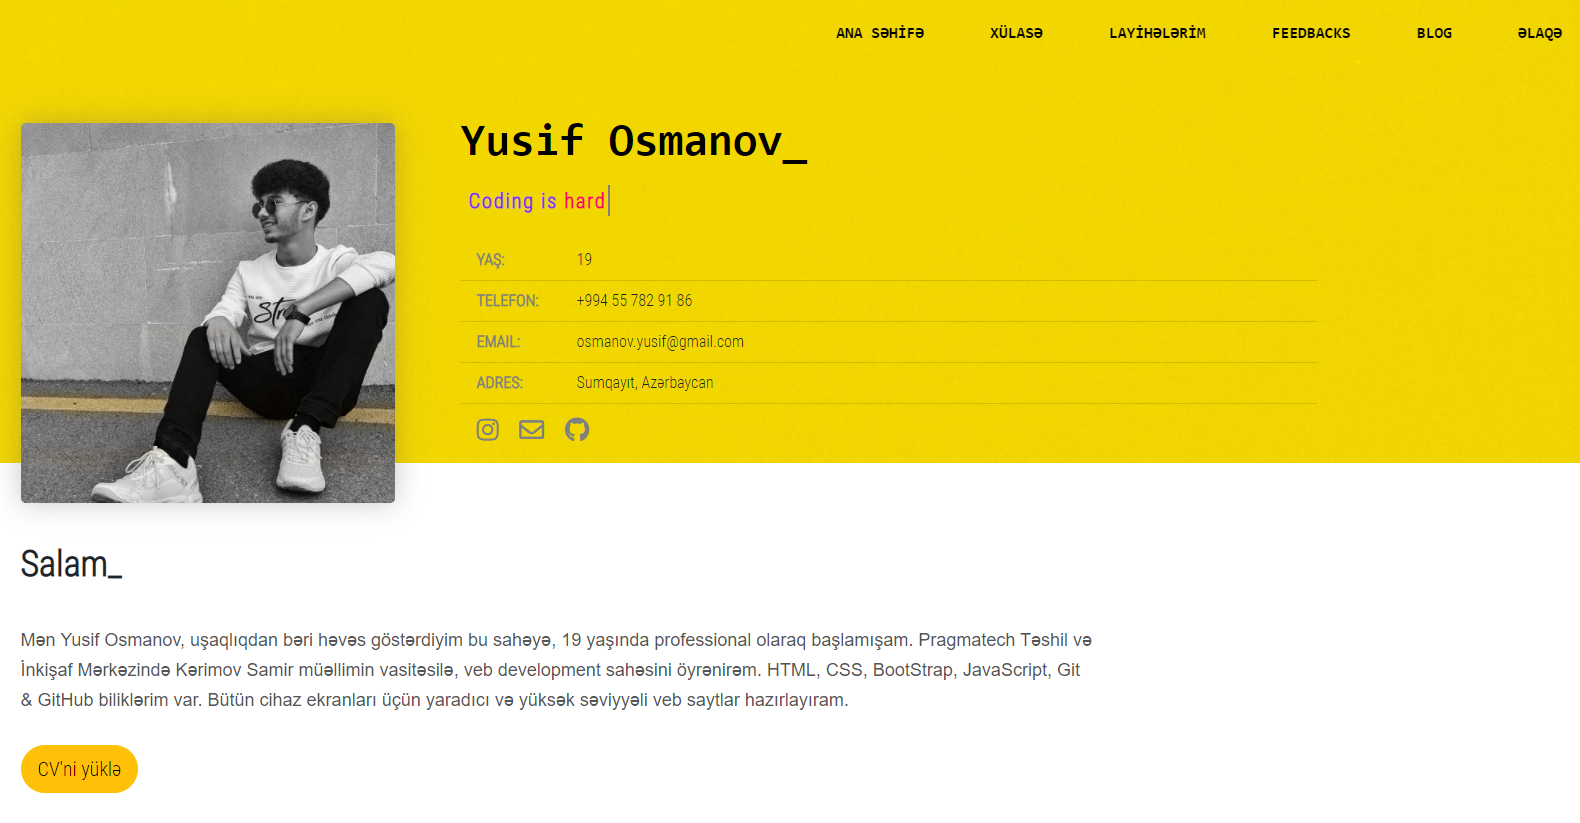 ANA SƏHİFƏ XÜLASƏ LAYİHƏLƏRİM FEEDBACKS BLOG ƏLAQƏ
Yusif Osmanov_
Coding is hard
YAŞ: 19
TELEFON: +994 55 782 91 86
EMAIL: osmanov.yusif@gmail.com
ADRES: Sumqayıt, Azərbaycan
Salam_
Mən Yusif Osmanov, uşaqlıqdan bəri həvəs göstərdiyim bu sahəyə, 19 yaşında professional olaraq başlamışam. Pragmatech Təshil və
İnkişaf Mərkəzində Kərimov Samir müəllimin vasitəsilə, veb development sahəsini öyrənirəm. HTML, CSS, BootStrap, JavaScript, Git
& GitHub biliklərim var. Bütün cihaz ekranları üçün yaradıcı və yüksək səviyyəli veb saytlar hazırlayıram.
CV'ni yüklə